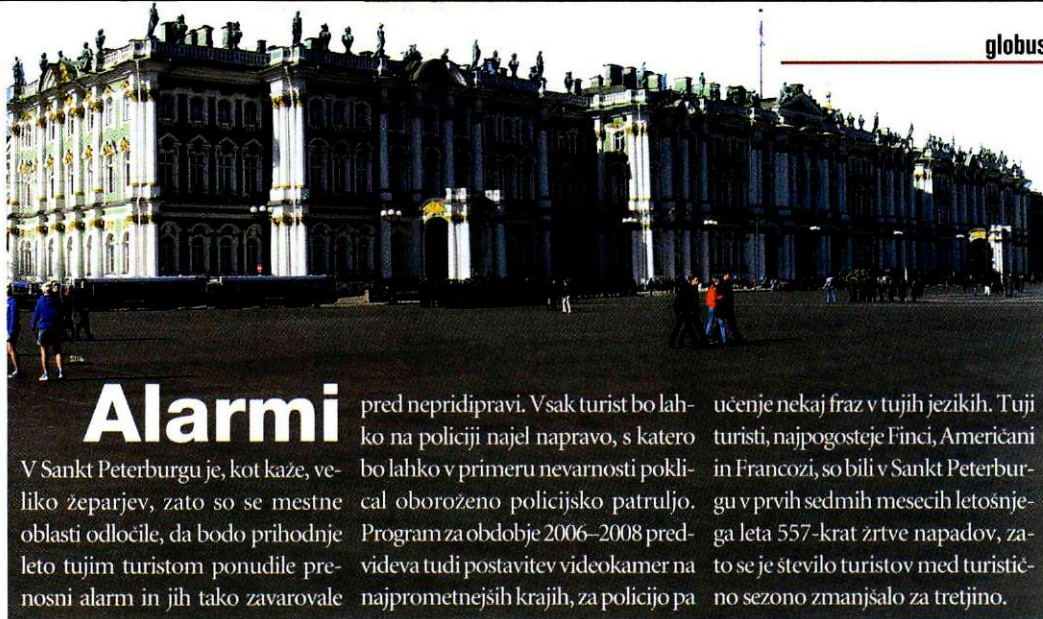 globus
Alarmi
V Sankt Peterburgu je, kot kaže, ve-
liko žeparjev, zato so se mestne
oblasti odločile, da bodo prihodnje
leto tujim turistom ponudile pre-
nosni alarm in jih tako zavarovale
pred nepridipravi. Vsak turist bo lah-
ko na policiji najel napravo, s katero
bo lahko v primeru nevarnosti pokli-
cal oboroženo policijsko patruljo.
Program za obdobje 2006–2008 pred-
videva tudi postavitev videokamer na
najprometnejših krajih, za policijo pa
učenje nekaj fraz v tujih jezikih. Tuji
turisti, najpogosteje Finci, Američani
in Francozi, so bili v Sankt Peterbur-
gu v prvih sedmih mesecih letošnje-
ga leta 557-krat žrtve napadov, za-
to se je število turistov med turistič-
no sezono zmanjšalo za tretjino.